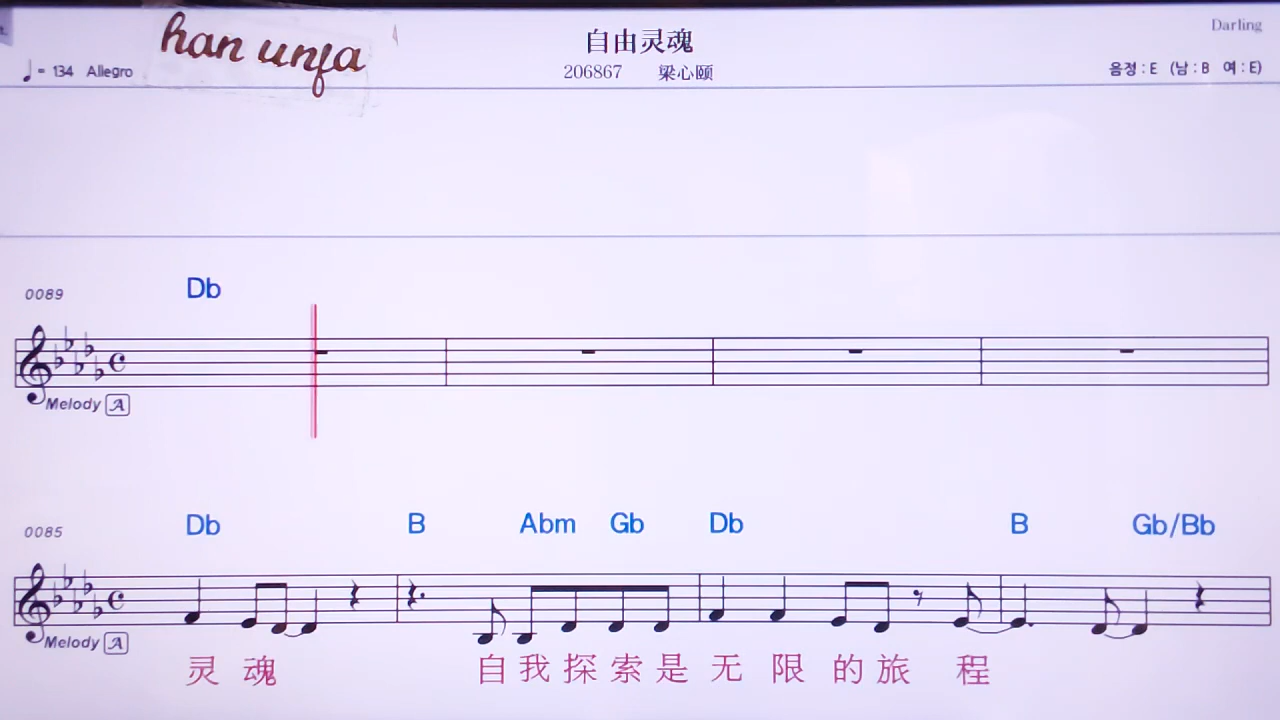 han unja
自由灵魂
Darling
♩= 134 Allegro
206867 梁心颐
음정 : E (남 : B 여 : E)
0089
Db
Melody A
0085
Db B Abm Gb Db B Gb/Bb
Melody A
灵魂 自我探索是无限的旅程